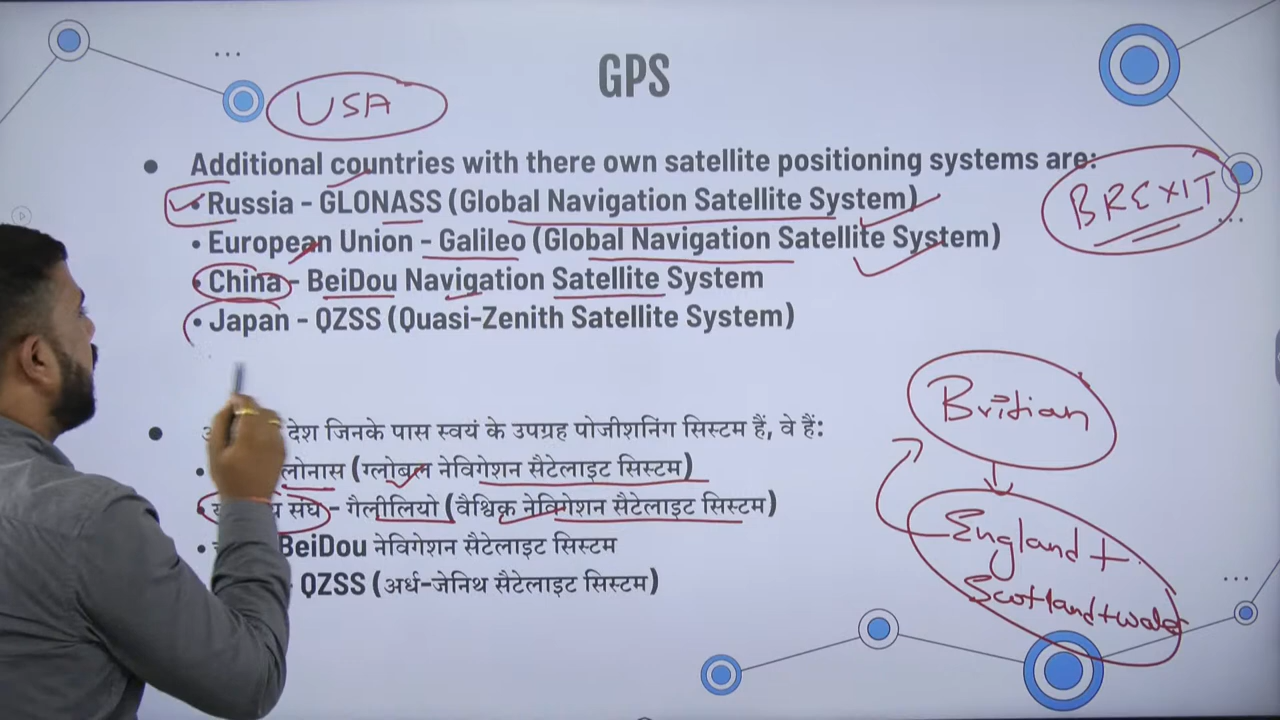 GPS
USA
Additional countries with there own satellite positioning systems are:
• Russia - GLONASS (Global Navigation Satellite System)
BREXIT
• European Union - Galileo (Global Navigation Satellite System)
• China - BeiDou Navigation Satellite System
• Japan - QZSS (Quasi-Zenith Satellite System)
Britian
देश जिनके पास स्वयं के उपग्रह पोजीशनिंग सिस्टम हैं, वे हैं:
(ग्लोबल नेविगेशन सैटेलाइट सिस्टम)
संघ - गैलीलियो (वैश्विक नेविगेशन सैटेलाइट सिस्टम)
BeiDou नेविगेशन सैटेलाइट सिस्टम
QZSS (अर्ध-जेनिथ सैटेलाइट सिस्टम)
England +
Scotland + wales